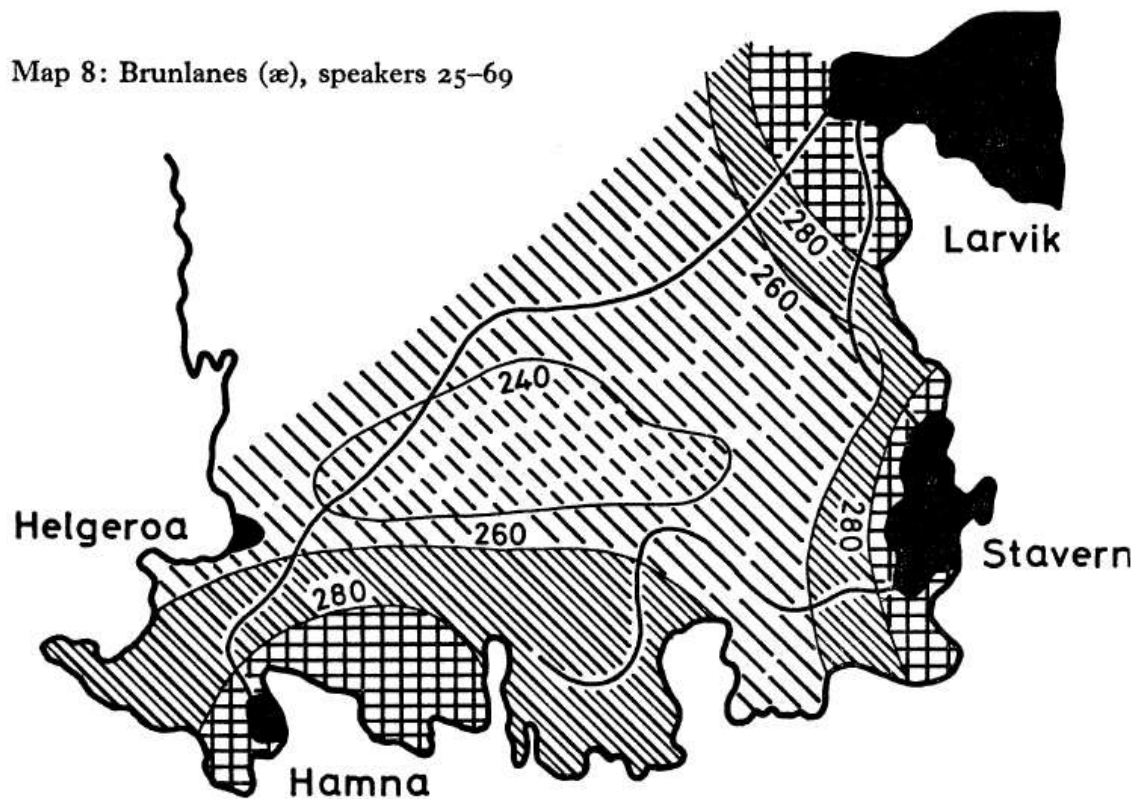 Map 8: Brunlanes (æ), speakers 25–69
Larvik
280
260
240
Helgeroa
260
280
280
Stavern
Hamna